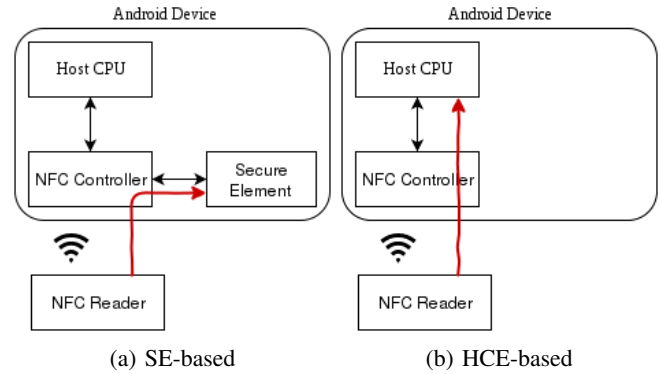 Android Device
Host CPU
NFC Controller
Secure
Element
NFC Reader
(a) SE-based
Android Device
Host CPU
NFC Controller
NFC Reader
(b) HCE-based